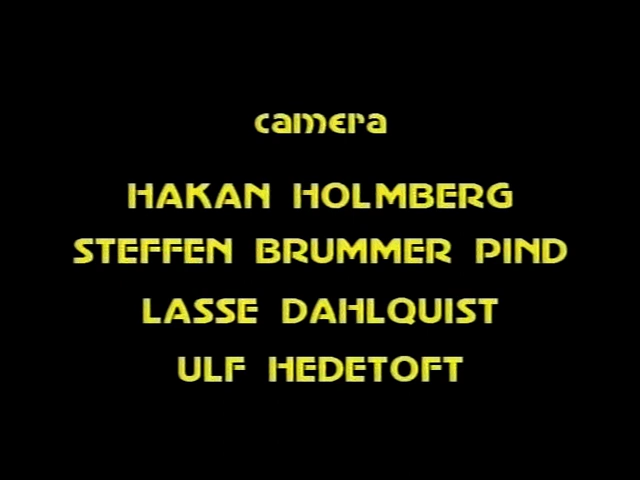 camera
HAKAN HOLMBERG
STEFFEN BRUMMER PIND
LASSE DAHLQUIST
ULF HEDETOFT